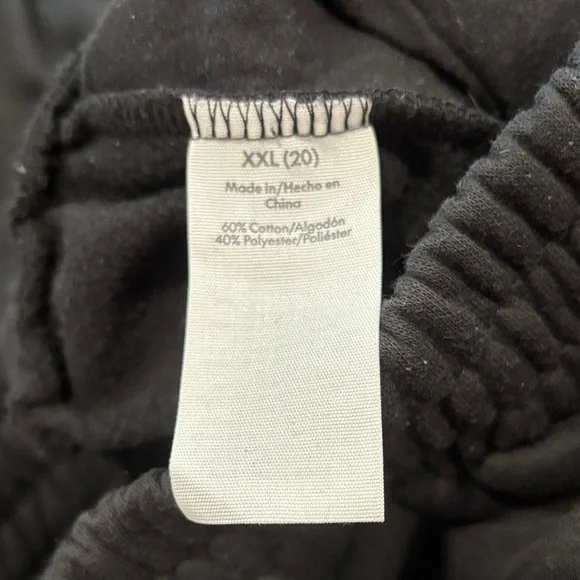 XXL (20)
Made in/Hecho en
China
60% Cotton/Algodón
40% Polyester/Poliéster